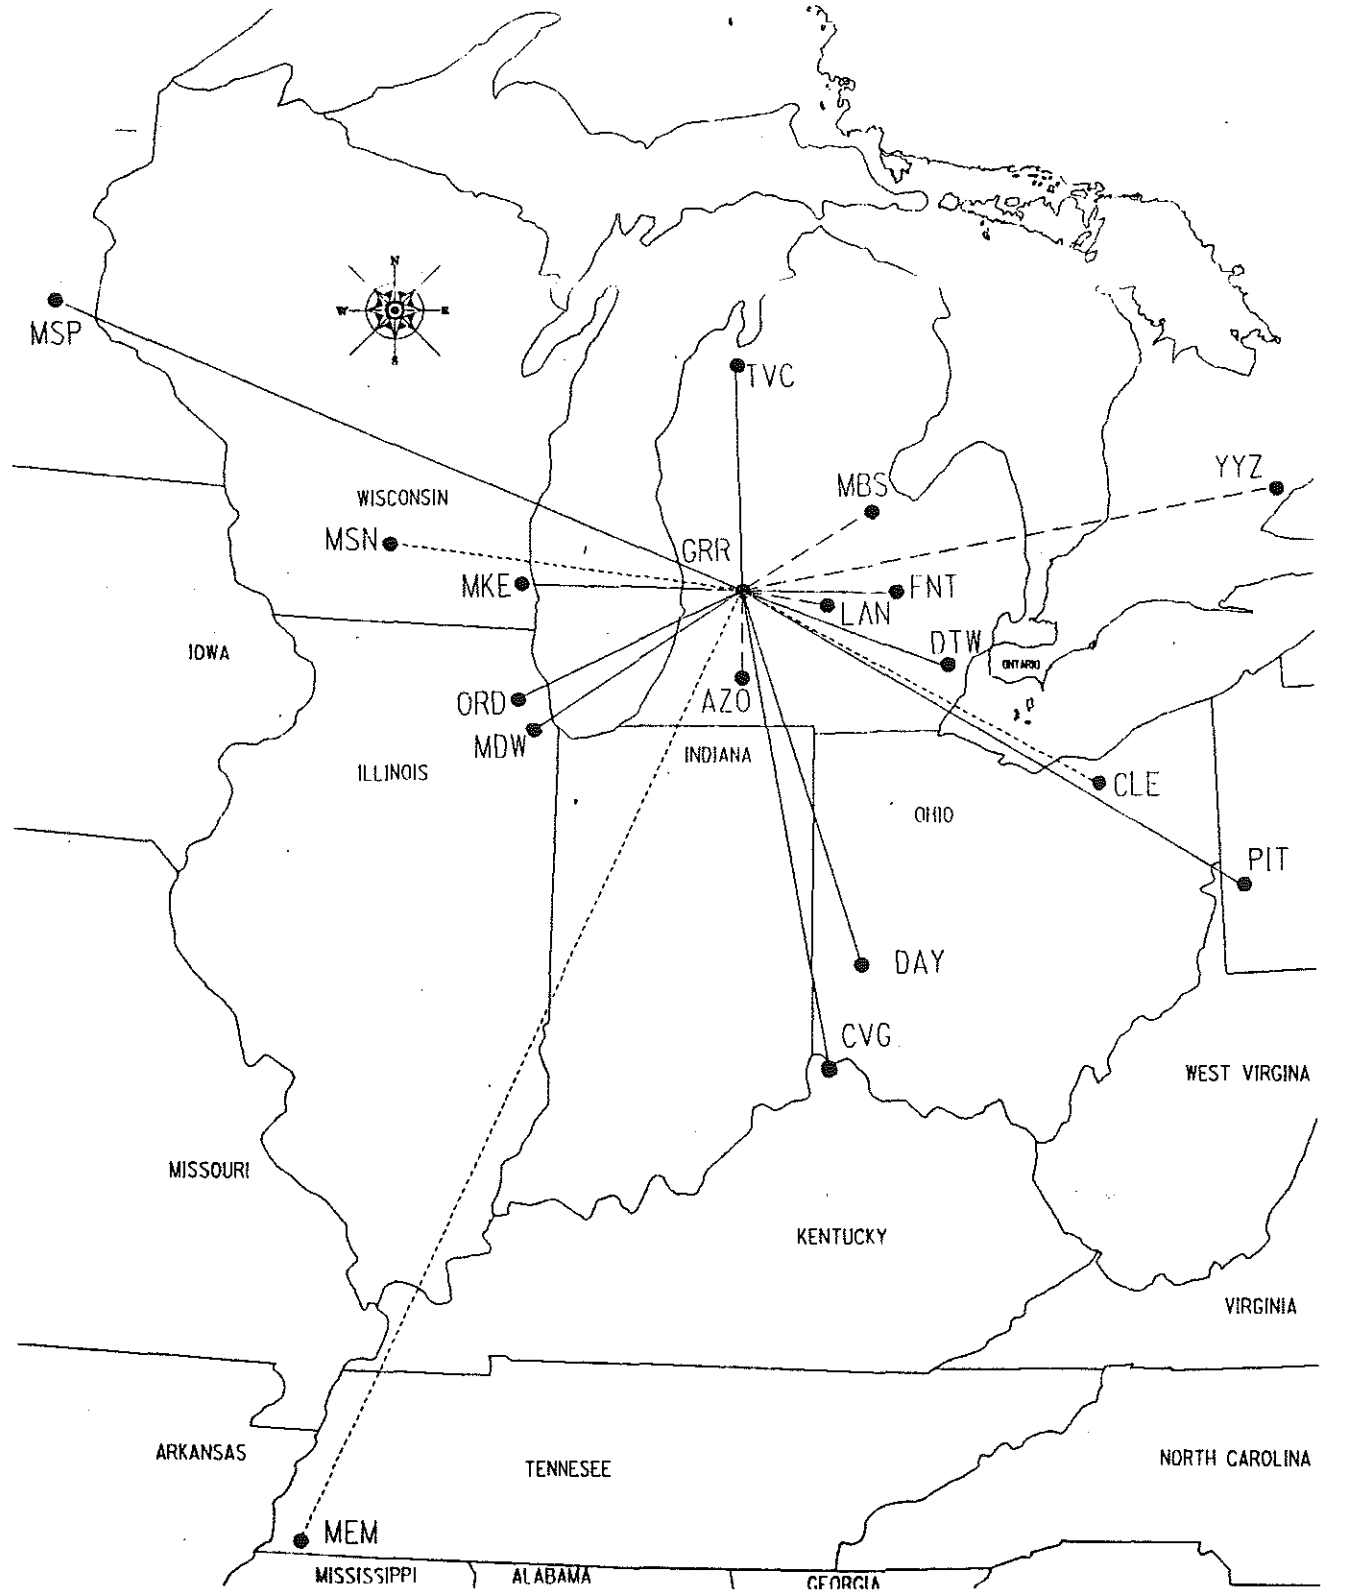 N
W
E
S
MSP
TVC
YYZ
MBS
WISCONSIN
MSN
GRR
MKE
FNT
LAN
DTW
IOWA
ONTARIO
ORD
AZO
MDW
INDIANA
ILLINOIS
CLE
OHIO
PIT
DAY
CVG
WEST VIRGINA
MISSOURI
KENTUCKY
VIRGINIA
ARKANSAS
TENNESEE
NORTH CAROLINA
MEM
MISSISSIPPI
ALABAMA
GEORGIA